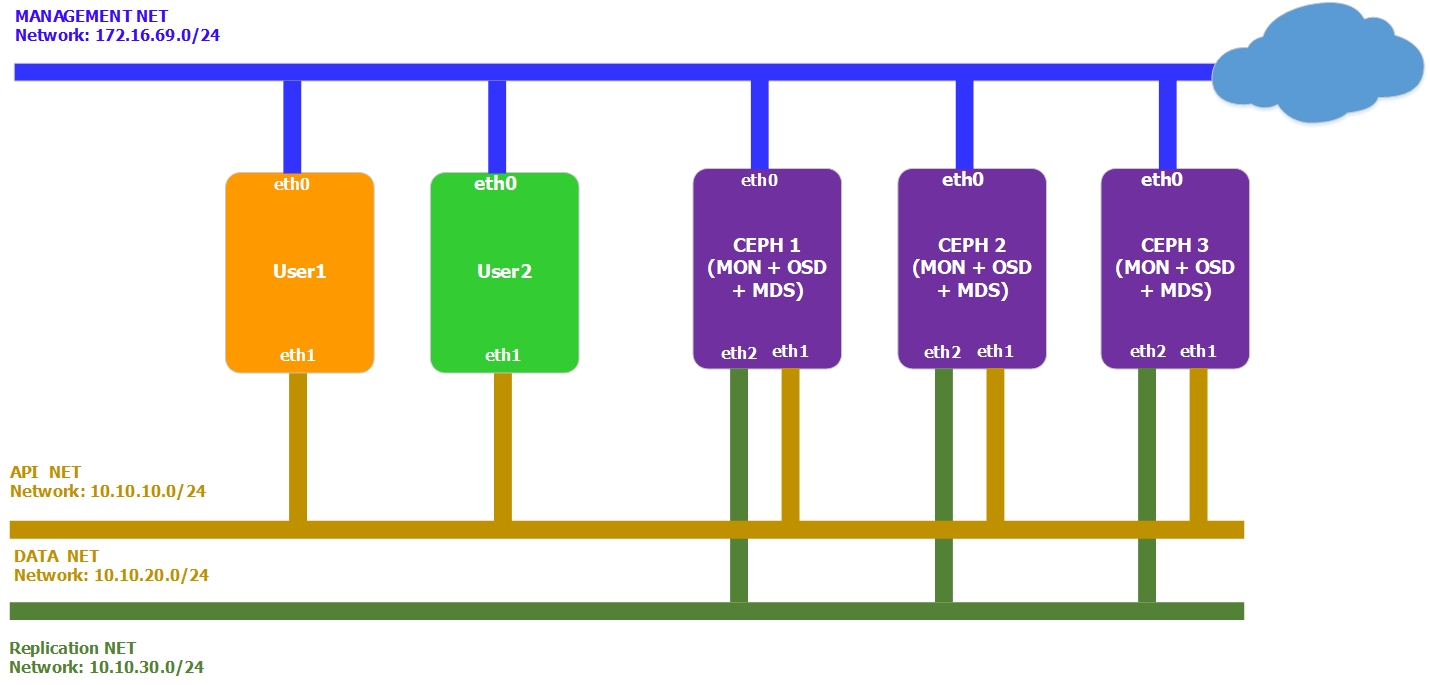 MANAGEMENT NET
Network: 172.16.69.0/24
eth0
eth0
eth0
eth0
eth0
User1
User2
CEPH 1
(MON + OSD
+ MDS)
CEPH 2
(MON + OSD
+ MDS)
CEPH 3
(MON + OSD
+ MDS)
eth1
eth1
eth2 eth1
eth2 eth1
eth2 eth1
API NET
Network: 10.10.10.0/24
DATA NET
Network: 10.10.20.0/24
Replication NET
Network: 10.10.30.0/24